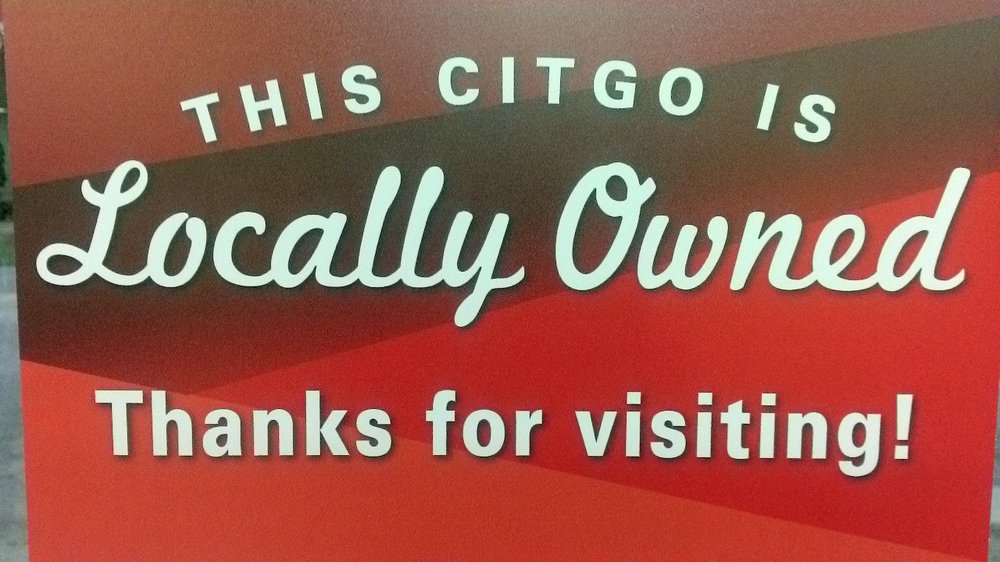 THIS CITGO IS
Locally Owned
Thanks for visiting!